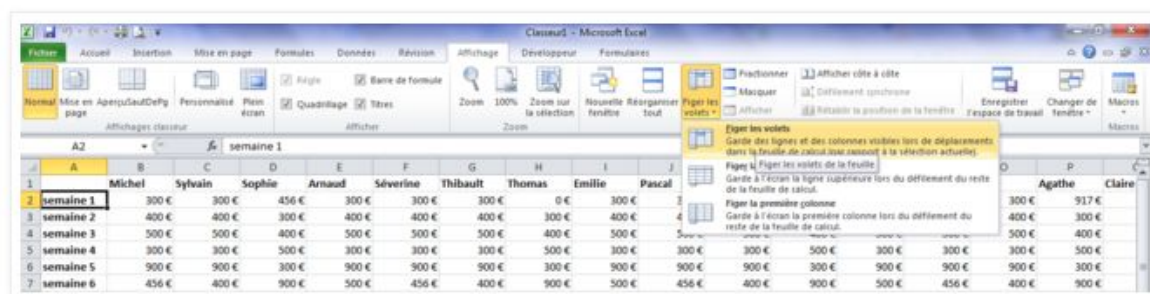 Classeur1 - Microsoft Excel
Fichier Accueil Insertion Mise en page Formules Données Révision Affichage Développeur Formulaires
Normal Mise en page AperçuSautDePg Personnalisé Plein écran
Affichages classeur
Règle Barre de formule
Quadrillage Titres
Afficher
Zoom 100% Zoom sur la sélection
Zoom
Nouvelle fenêtre Réorganiser tout Figer les volets
Fractionner
Masquer
Afficher
Afficher côte à côte
Défilement synchrone
Rétablir la position de la fenêtre
Enregistrer l'espace de travail Changer de fenêtre
Macros
Macros
Figer les volets
Garde des lignes et des colonnes visibles lors de déplacements
dans la feuille de calcul (par rapport à la sélection actuelle).
Figer les volets de la feuille
Garde à l'écran la ligne supérieure lors du défilement du reste
de la feuille de calcul.
Figer la première colonne
Garde à l'écran la première colonne lors du défilement du
reste de la feuille de calcul.
A2 fx semaine 1
A B C D E F G H I J O P
1 Michel Sylvain Sophie Arnaud Séverine Thibault Thomas Emilie Pascal Agathe Claire
2 semaine 1 300 € 300 € 456 € 300 € 300 € 300 € 0 € 300 € 300 € 917 €
3 semaine 2 400 € 400 € 300 € 400 € 400 € 400 € 300 € 400 € 400 € 300 €
4 semaine 3 500 € 500 € 400 € 500 € 500 € 500 € 400 € 500 € 500 € 400 €
5 semaine 4 300 € 300 € 500 € 300 € 300 € 300 € 500 € 300 € 300 € 300 € 500 € 300 € 300 € 300 € 500 €
6 semaine 5 900 € 900 € 300 € 900 € 900 € 900 € 300 € 900 € 900 € 900 € 300 € 900 € 900 € 900 € 300 €
7 semaine 6 456 € 400 € 900 € 500 € 456 € 400 € 900 € 500 € 456 € 400 € 900 € 500 € 456 € 400 € 900 €